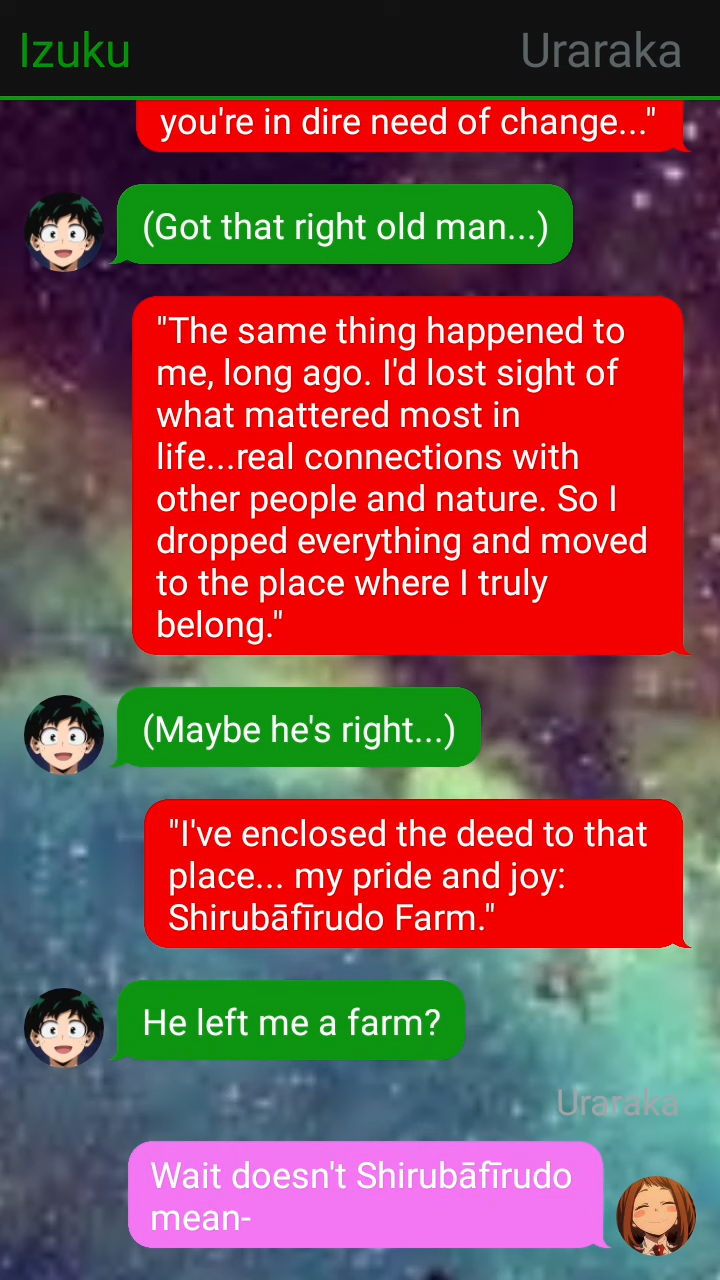 Izuku
Uraraka
you're in dire need of change..."
(Got that right old man...)
"The same thing happened to
me, long ago. I'd lost sight of
what mattered most in
life...real connections with
other people and nature. So I
dropped everything and moved
to the place where I truly
belong."
(Maybe he's right...)
"I've enclosed the deed to that
place... my pride and joy:
Shirubāfīrudo Farm."
He left me a farm?
Uraraka
Wait doesn't Shirubāfīrudo
mean-